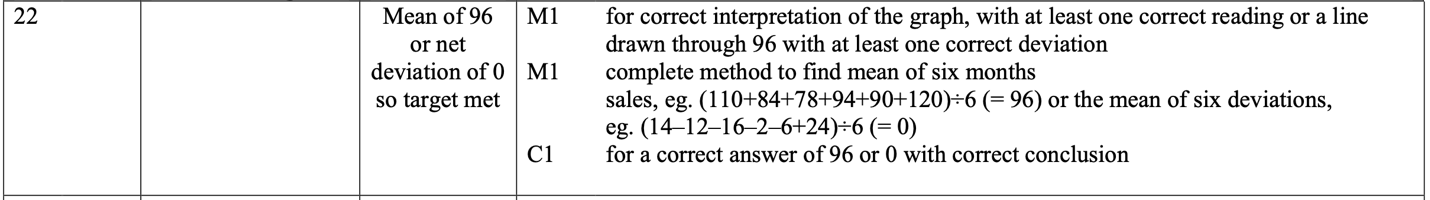 22
Mean of 96
or net
deviation of 0
so target met
M1 for correct interpretation of the graph, with at least one correct reading or a line
drawn through 96 with at least one correct deviation
M1 complete method to find mean of six months
sales, eg. (110+84+78+94+90+120)÷6 (= 96) or the mean of six deviations,
eg. (14–12–16–2–6+24)÷6 (= 0)
C1 for a correct answer of 96 or 0 with correct conclusion